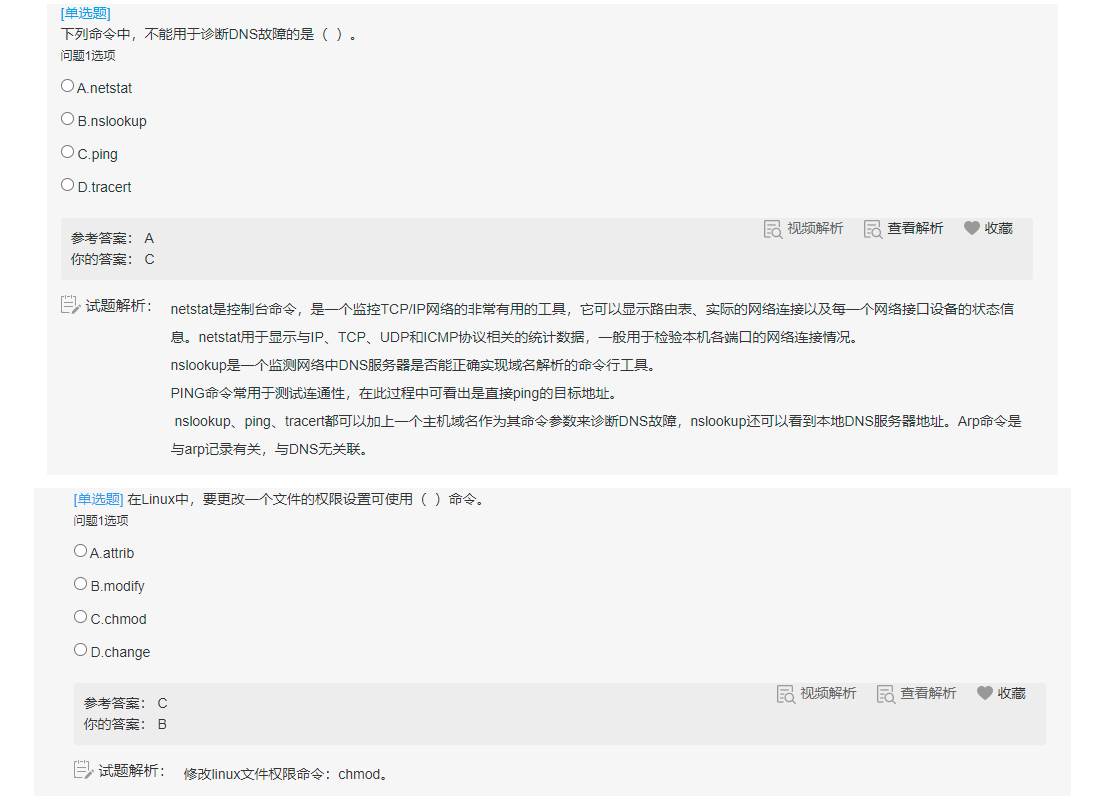 [单选题]
下列命令中，不能用于诊断DNS故障的是（ ）。
问题1选项
A.netstat
B.nslookup
C.ping
D.tracert
视频解析 查看解析 收藏
参考答案： A
你的答案： C
试题解析： netstat是控制台命令，是一个监控TCP/IP网络的非常有用的工具，它可以显示路由表、实际的网络连接以及每一个网络接口设备的状态信
息。netstat用于显示与IP、TCP、UDP和ICMP协议相关的统计数据，一般用于检验本机各端口的网络连接情况。
nslookup是一个监测网络中DNS服务器是否能正确实现域名解析的命令行工具。
PING命令常用于测试连通性，在此过程中可看出是直接ping的目标地址。
nslookup、ping、tracert都可以加上一个主机域名作为其命令参数来诊断DNS故障，nslookup还可以看到本地DNS服务器地址。Arp命令是
与arp记录有关，与DNS无关联。
[单选题] 在Linux中，要更改一个文件的权限设置可使用（ ）命令。
问题1选项
A.attrib
B.modify
C.chmod
D.change
视频解析 查看解析 收藏
参考答案： C
你的答案： B
试题解析： 修改linux文件权限命令：chmod。